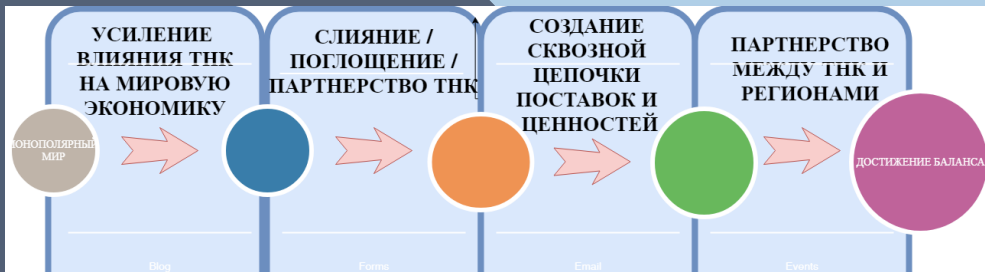 УСИЛЕНИЕ
ВЛИЯНИЯ ТНК
НА МИРОВУЮ
ЭКОНОМИКУ
СЛИЯНИЕ /
ПОГЛОЩЕНИЕ /
ПАРТНЕРСТВО ТНК
СОЗДАНИЕ
СКВОЗНОЙ
ЦЕПОЧКИ
ПОСТАВОК И
ЦЕННОСТЕЙ
ПАРТНЕРСТВО
МЕЖДУ ТНК И
РЕГИОНАМИ
МОНОПОЛЯРНЫЙ
МИР
ДОСТИЖЕНИЕ БАЛАНСА
Blog
Forms
Email
Events